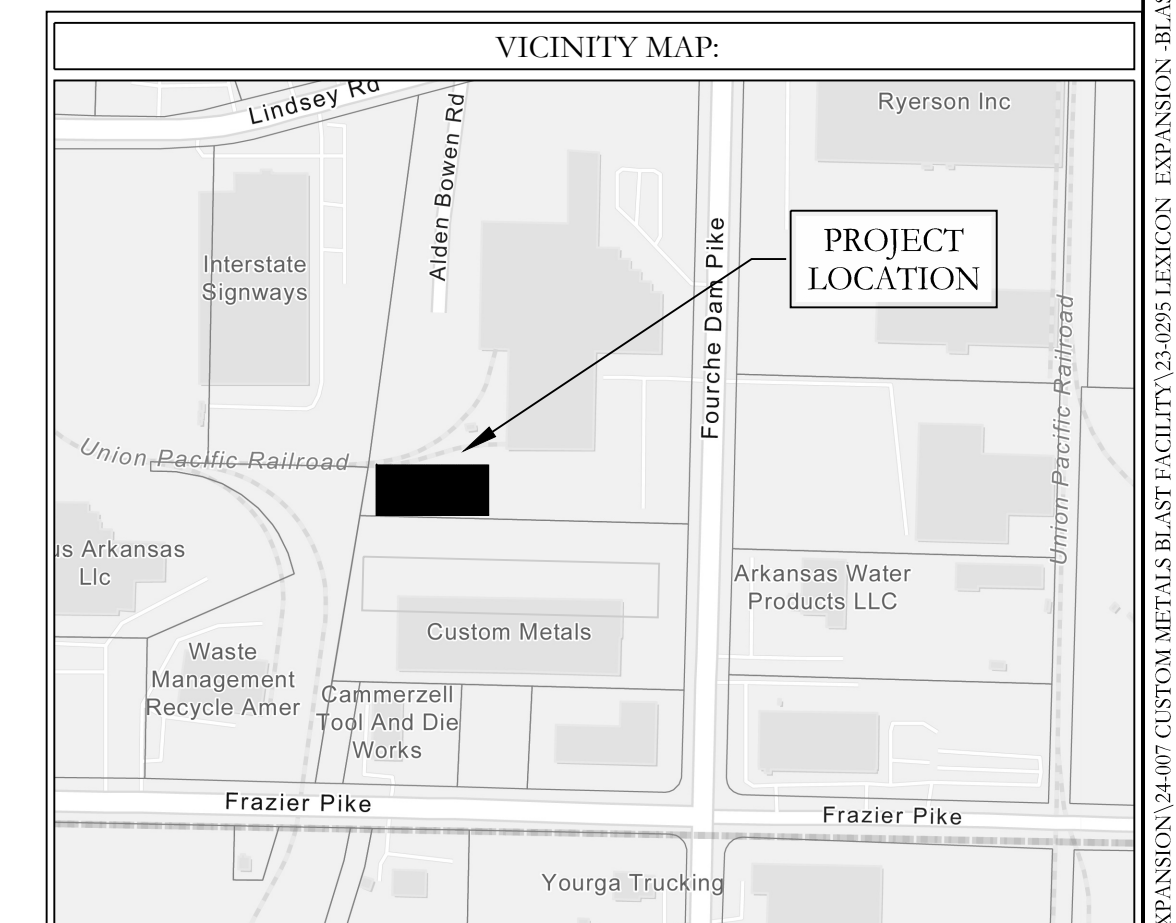 VICINITY MAP:
Lindsey Rd
Alden Bowen Rd
Ryerson Inc
Interstate
Signways
Fourche Dam Pike
PROJECT
LOCATION
Union Pacific Railroad
Union Pacific Railroad
us Arkansas
Llc
Arkansas Water
Products LLC
Custom Metals
Waste
Management
Recycle Amer
Cammerzell
Tool And Die
Works
Frazier Pike
Frazier Pike
Yourga Trucking
XPANSION\24-007 CUSTOM METALS BLAST FACILITY\23-0295 LEXICON EXPANSION -BLAS